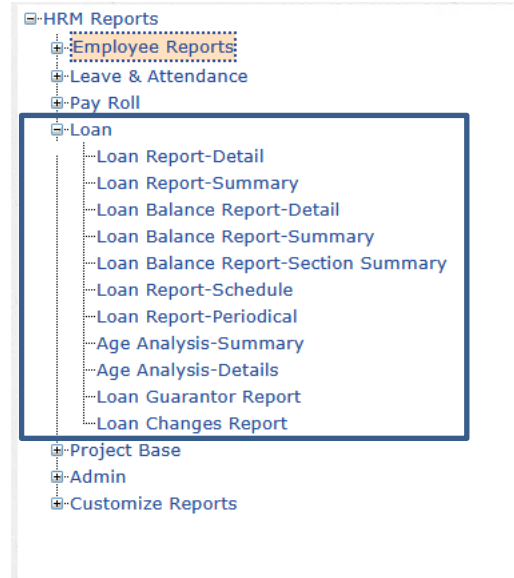 HRM Reports
Employee Reports
Leave & Attendance
Pay Roll
Loan
Loan Report-Detail
Loan Report-Summary
Loan Balance Report-Detail
Loan Balance Report-Summary
Loan Balance Report-Section Summary
Loan Report-Schedule
Loan Report-Periodical
Age Analysis-Summary
Age Analysis-Details
Loan Guarantor Report
Loan Changes Report
Project Base
Admin
Customize Reports